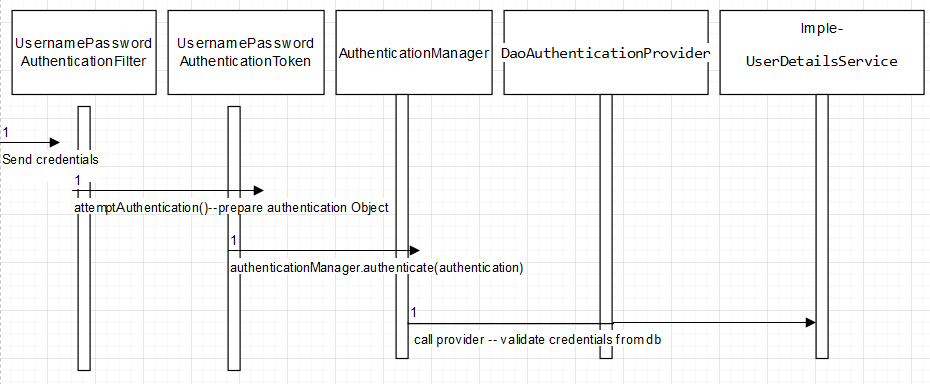 UsernamePassword
AuthenticationFilter
UsernamePassword
AuthenticationToken
AuthenticationManager
DaoAuthenticationProvider
Imple-
UserDetailsService
1
Send credentials
1
attemptAuthentication()--prepare authentication Object
1
authenticationManager.authenticate(authentication)
1
call provider -- validate credentials from db